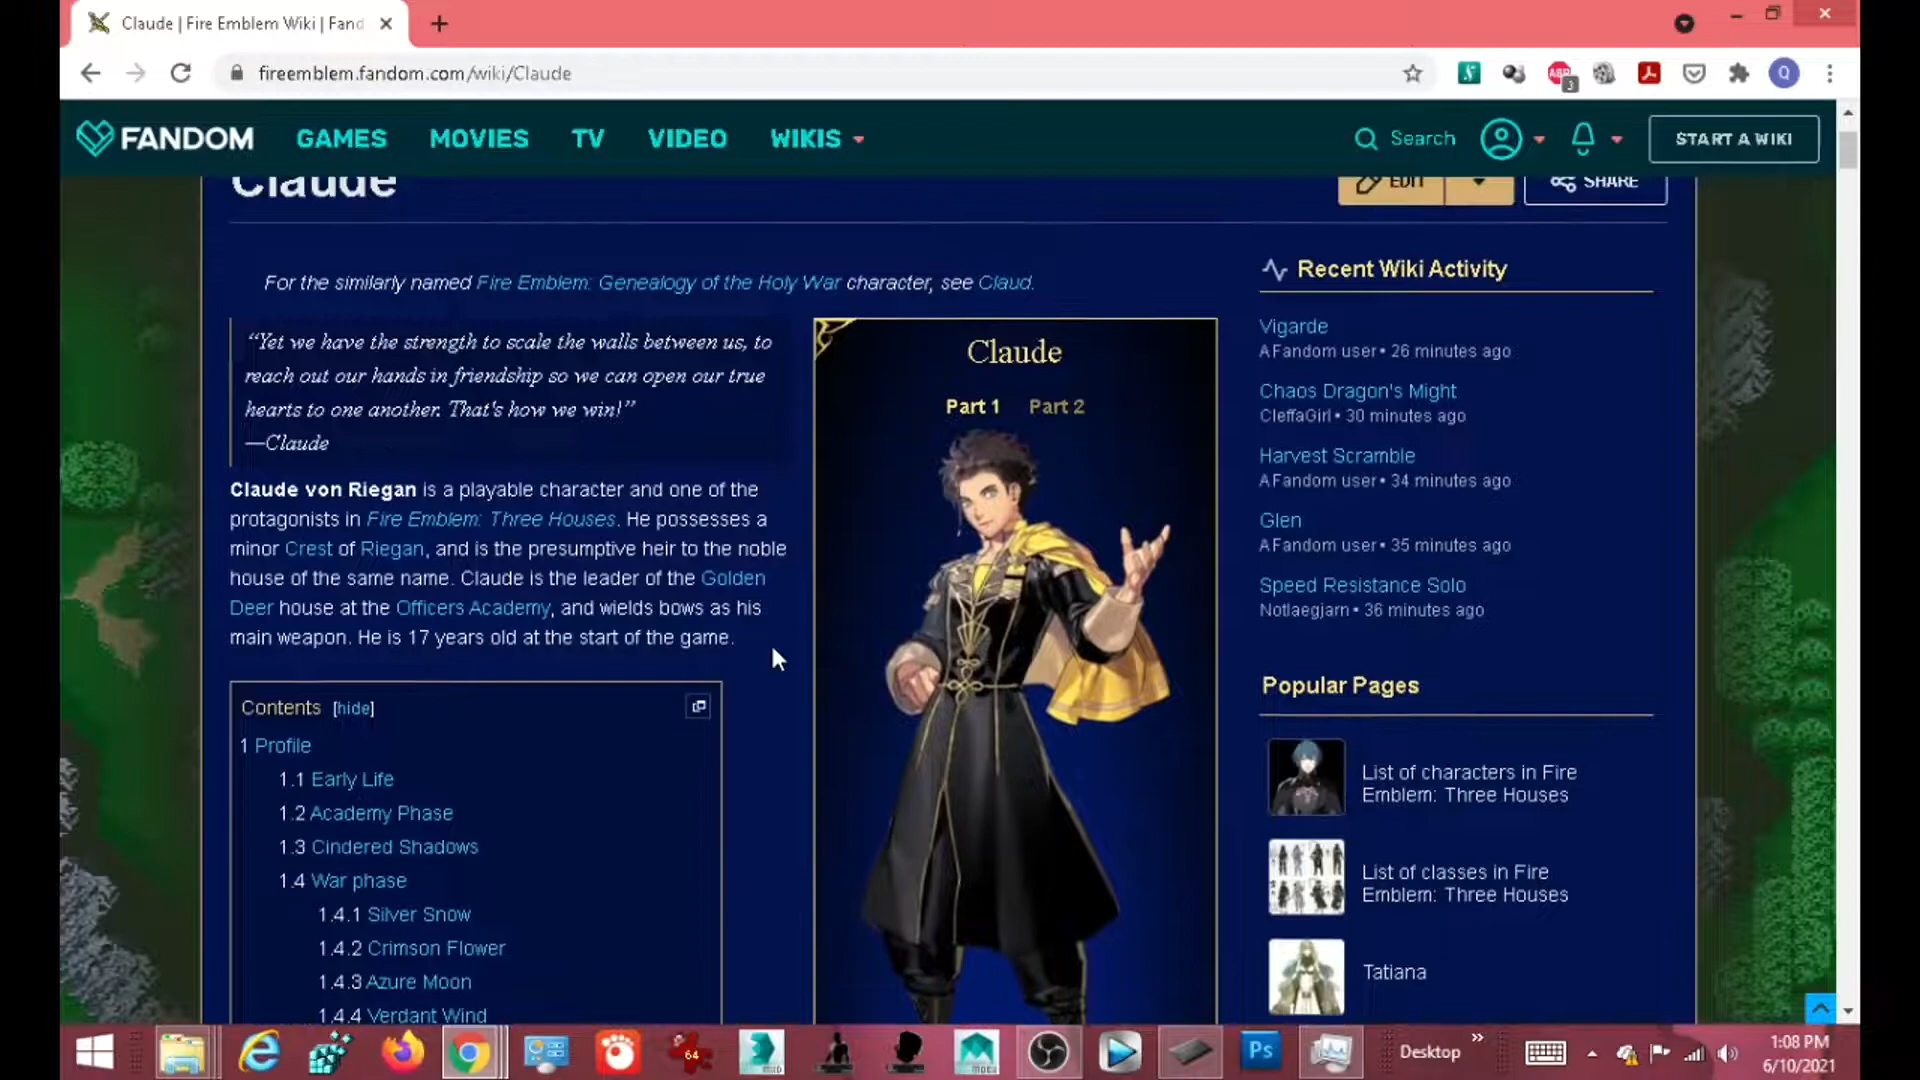 Claude | Fire Emblem Wiki | Fand
fireemblem.fandom.com/wiki/Claude
3
Q
FANDOM
GAMES
MOVIES
TV
VIDEO
WIKIS
Search
START A WIKI
Claude
EDIT
SHARE
For the similarly named Fire Emblem: Genealogy of the Holy War character, see Claud.
“Yet we have the strength to scale the walls between us, to
reach out our hands in friendship so we can open our true
hearts to one another. That's how we win!”
—Claude
Claude von Riegan is a playable character and one of the
protagonists in Fire Emblem: Three Houses. He possesses a
minor Crest of Riegan, and is the presumptive heir to the noble
house of the same name. Claude is the leader of the Golden
Deer house at the Officers Academy, and wields bows as his
main weapon. He is 17 years old at the start of the game.
Contents [hide]
1 Profile
1.1 Early Life
1.2 Academy Phase
1.3 Cindered Shadows
1.4 War phase
1.4.1 Silver Snow
1.4.2 Crimson Flower
1.4.3 Azure Moon
1.4.4 Verdant Wind
Claude
Part 1 Part 2
Recent Wiki Activity
Vigarde
A Fandom user • 26 minutes ago
Chaos Dragon's Might
CleffaGirl • 30 minutes ago
Harvest Scramble
A Fandom user • 34 minutes ago
Glen
A Fandom user • 35 minutes ago
Speed Resistance Solo
Notlaegjarn • 36 minutes ago
Popular Pages
List of characters in Fire
Emblem: Three Houses
List of classes in Fire
Emblem: Three Houses
Tatiana
64
Ps
Desktop
1:08 PM
6/10/2021